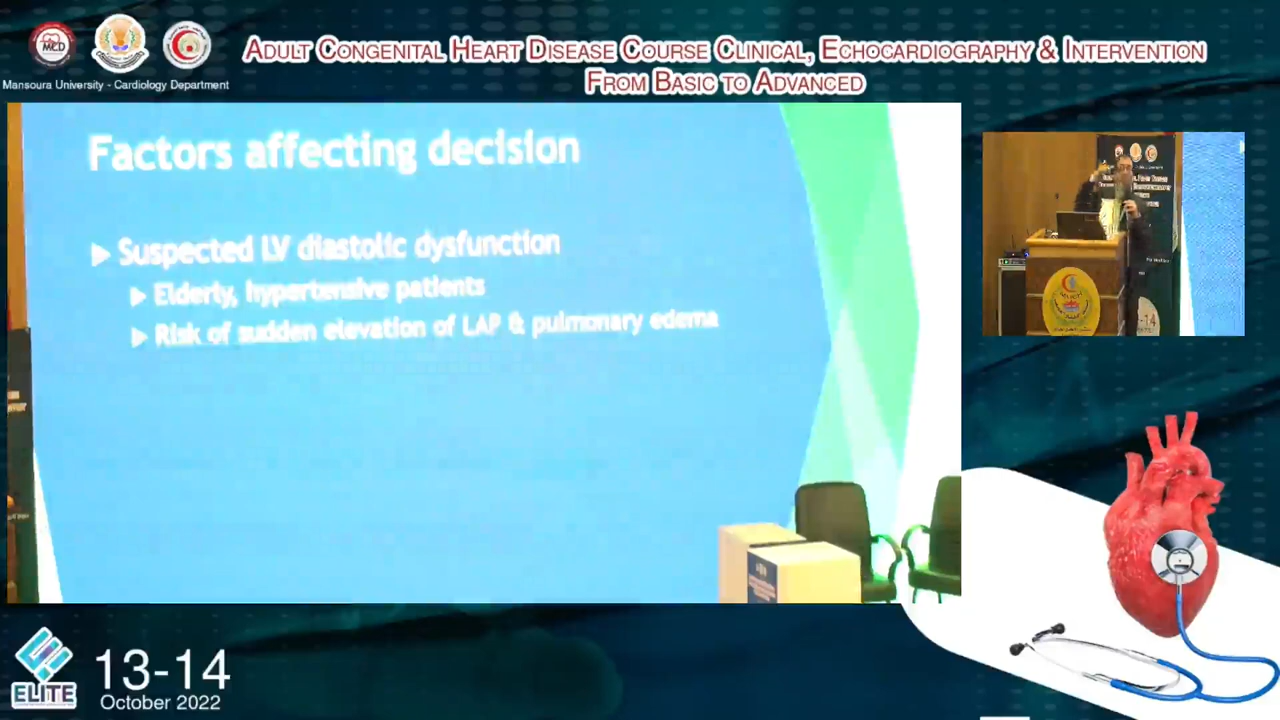 ADULT CONGENITAL HEART DISEASE COURSE CLINICAL, ECHOCARDIOGRAPHY & INTERVENTION
FROM BASIC TO ADVANCED
MCD
Mansoura University - Cardiology Department
Factors affecting decision
Suspected LV diastolic dysfunction
Elderly, hypertensive patients
Risk of sudden elevation of LAP & pulmonary edema
ELITE
13-14
October 2022